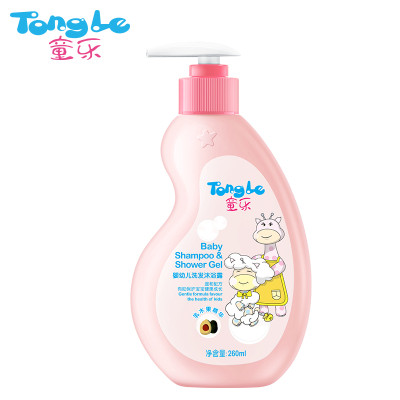 TongLe
童乐
TongLe
童乐
Baby
Shampoo &
Shower Gel
婴幼儿洗发沐浴露
Gentle formula favour
the health of kids
净含量:260ml